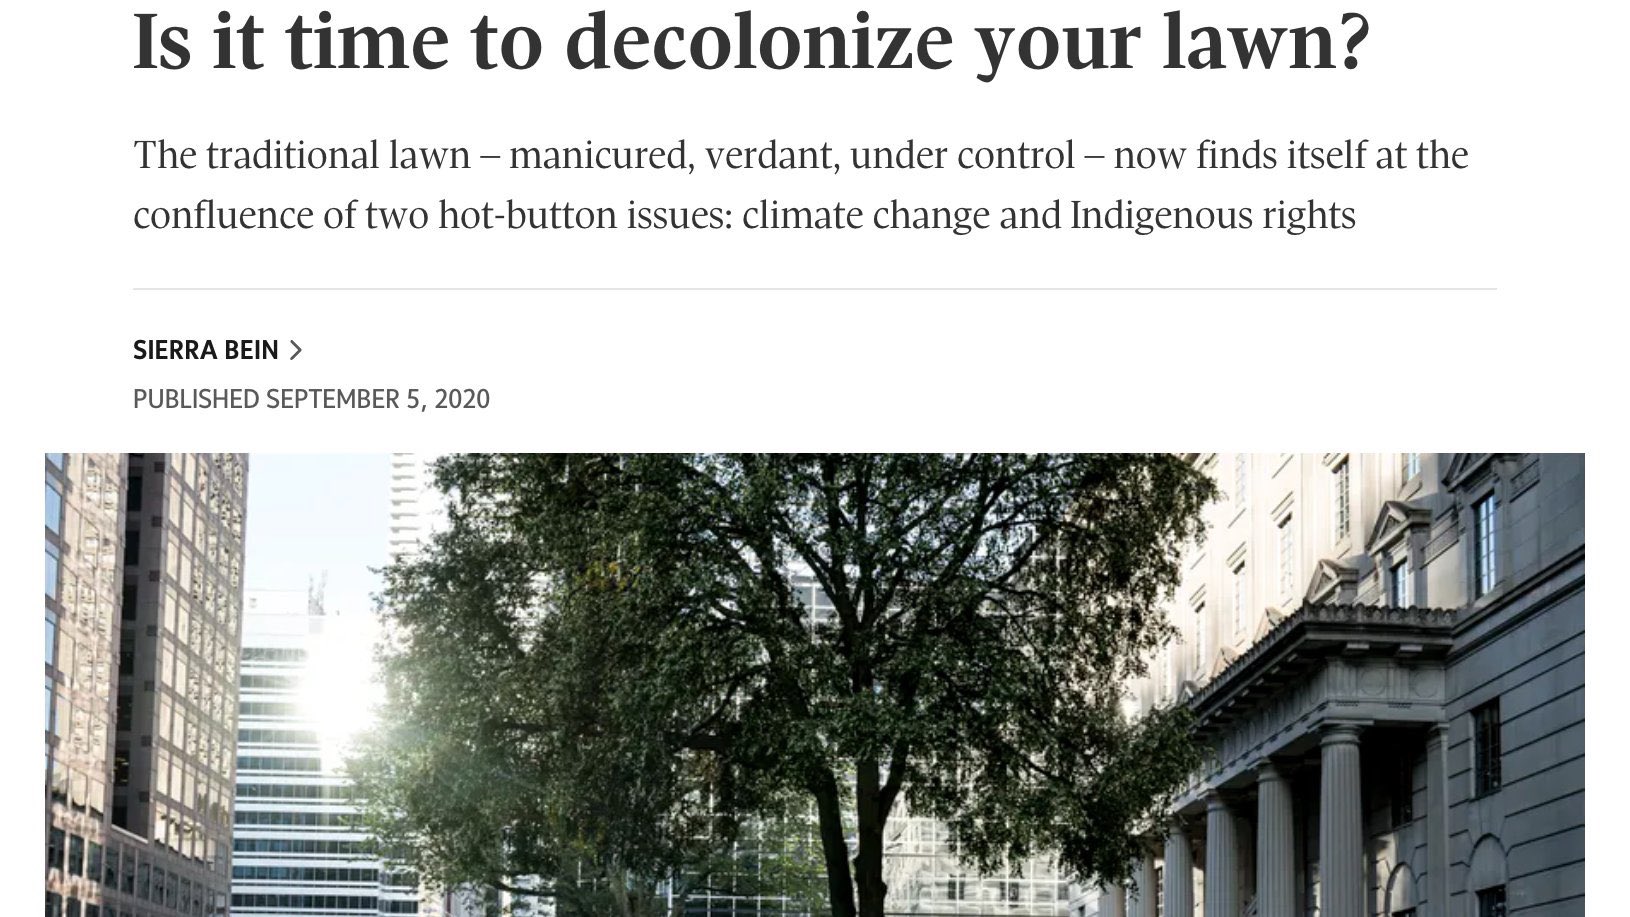 Is it time to decolonize your lawn?
The traditional lawn – manicured, verdant, under control – now finds itself at the
confluence of two hot-button issues: climate change and Indigenous rights
SIERRA BEIN
PUBLISHED SEPTEMBER 5, 2020